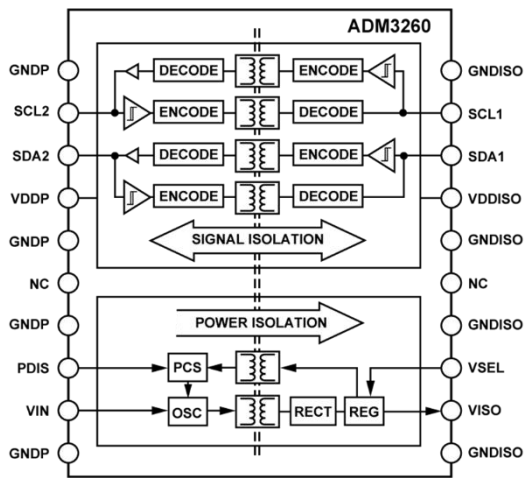 ADM3260
GNDP
DECODE
ENCODE
GNDISO
SCL2
ENCODE
DECODE
SCL1
SDA2
DECODE
ENCODE
SDA1
VDDP
ENCODE
DECODE
VDDISO
GNDP
SIGNAL ISOLATION
GNDISO
NC
NC
GNDP
POWER ISOLATION
GNDISO
PDIS
PCS
VSEL
VIN
OSC
RECT
REG
VISO
GNDP
GNDISO